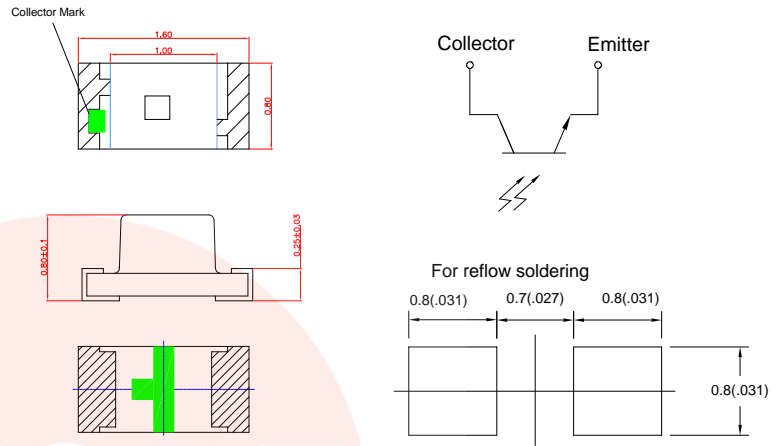 Collector Mark
1.60
1.00
0.80
Collector
Emitter
0.80±0.1
0.25±0.03
For reflow soldering
0.8(.031)
0.7(.027)
0.8(.031)
0.8(.031)